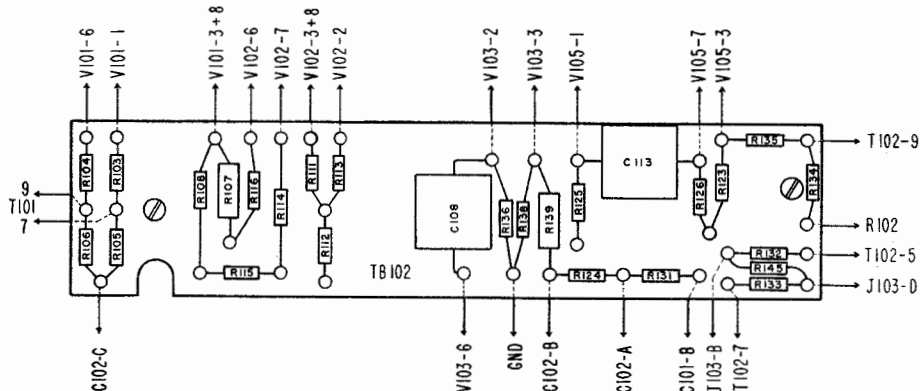 V101-6
V101-1
V101-3+8
V102-6
V102-7
V102-3+8
V102-2
V103-2
V103-3
V105-1
V105-7
V105-3
R104
R103
R108
R107
R116
R114
R111
R113
C108
R136
R138
R139
R125
C113
R126
R123
R135
R134
T102-9
9
T101
7
R106
R105
R115
R112
TB102
R124
R131
R132
R145
R133
R102
T102-5
J103-D
C102-C
V103-6
GND
C102-B
C102-A
C101-B
J103-B
T102-7